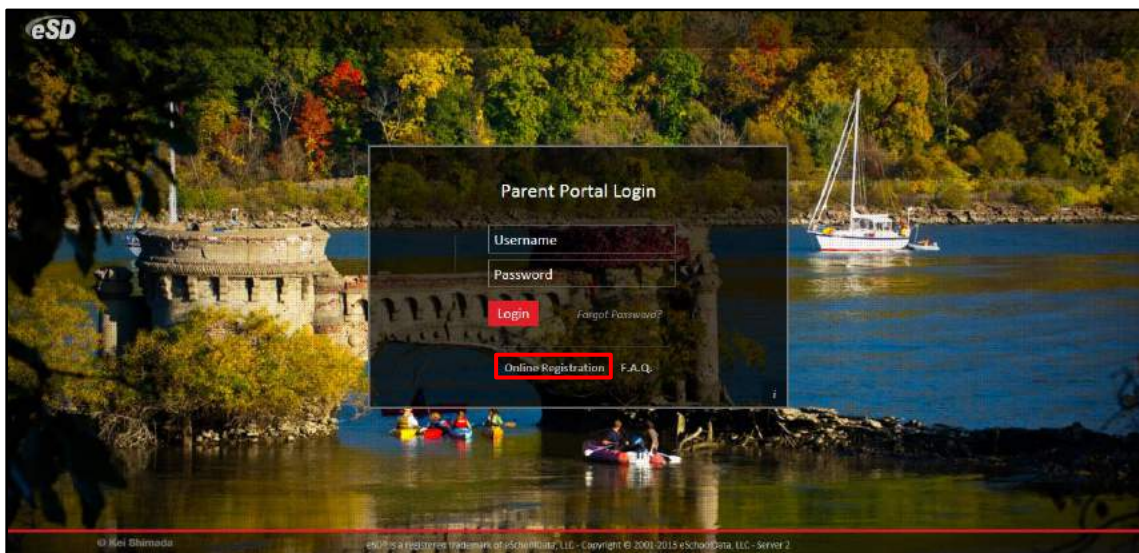 eSD
Parent Portal Login
Username
Password
Login Forgot Password?
Online Registration F.A.Q.
i
© Kei Shimada
eSD® is a registered trademark of eSchoolData, LLC - Copyright © 2001-2015 eSchoolData, LLC - Server 2